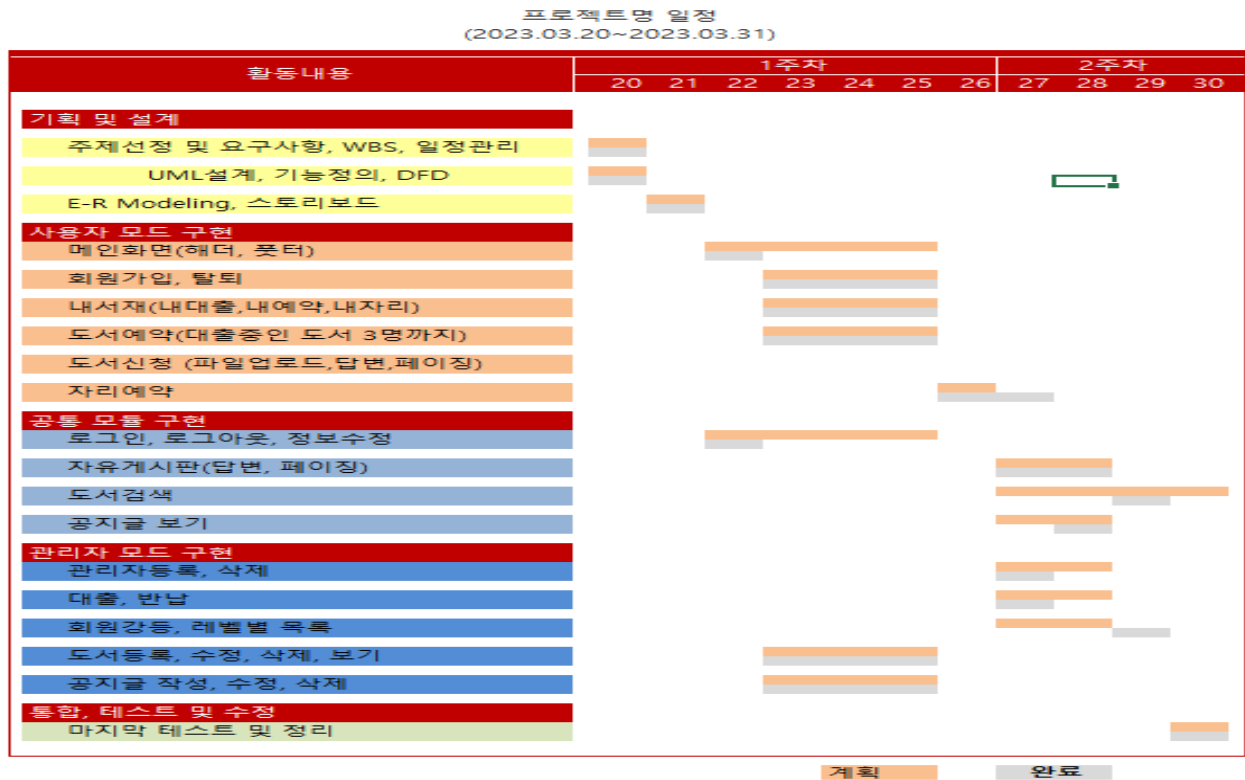 프로젝트명 일정
(2023.03.20~2023.03.31)
활동내용 1주차 2주차
20 21 22 23 24 25 26 27 28 29 30
기획 및 설계
주제선정 및 요구사항, WBS, 일정관리
UML설계, 기능정의, DFD
E-R Modeling, 스토리보드
사용자 모드 구현
메인화면(해더, 풋터)
회원가입, 탈퇴
내서재(내대출,내예약,내자리)
도서예약(대출중인 도서 3명까지)
도서신청 (파일업로드,답변,페이징)
자리예약
공통 모듈 구현
로그인, 로그아웃, 정보수정
자유게시판(답변, 페이징)
도서검색
공지글 보기
관리자 모드 구현
관리자등록, 삭제
대출, 반납
회원강등, 레벨별 목록
도서등록, 수정, 삭제, 보기
공지글 작성, 수정, 삭제
통합, 테스트 및 수정
마지막 테스트 및 정리
계획 완료